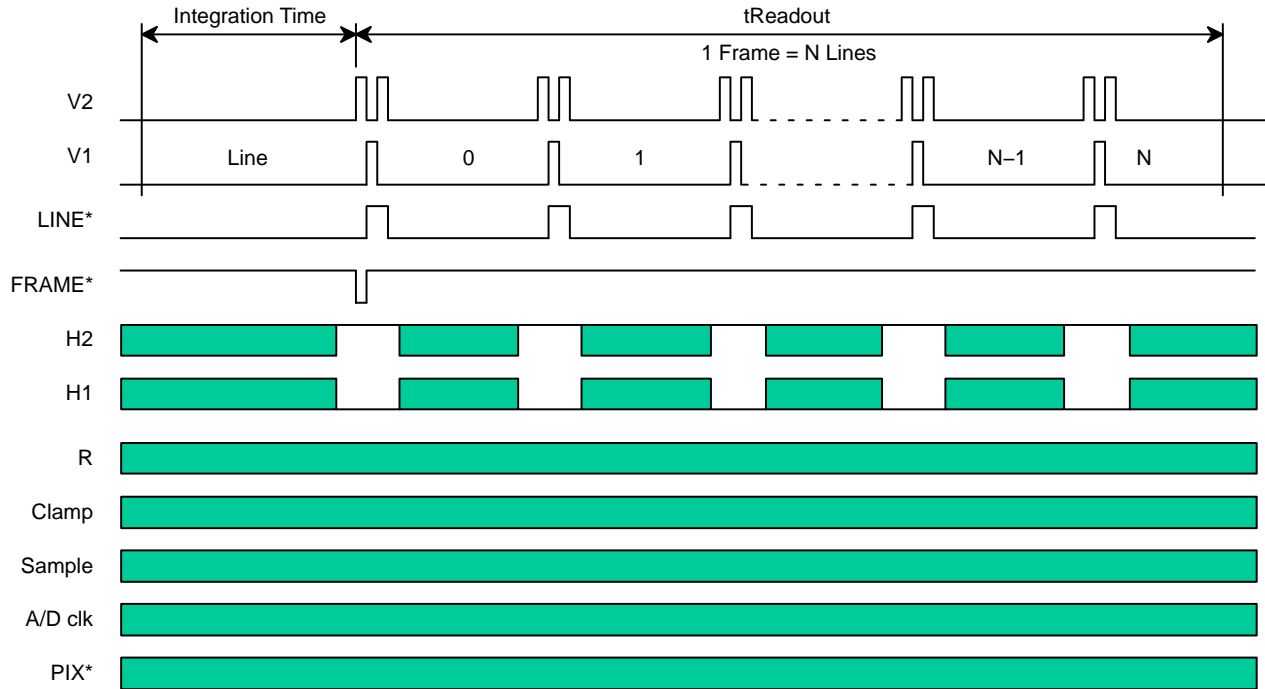 Integration Time
tReadout
1 Frame = N Lines
V2
V1
Line
0
1
N−1
N
LINE*
FRAME*
H2
H1
R
Clamp
Sample
A/D clk
PIX*